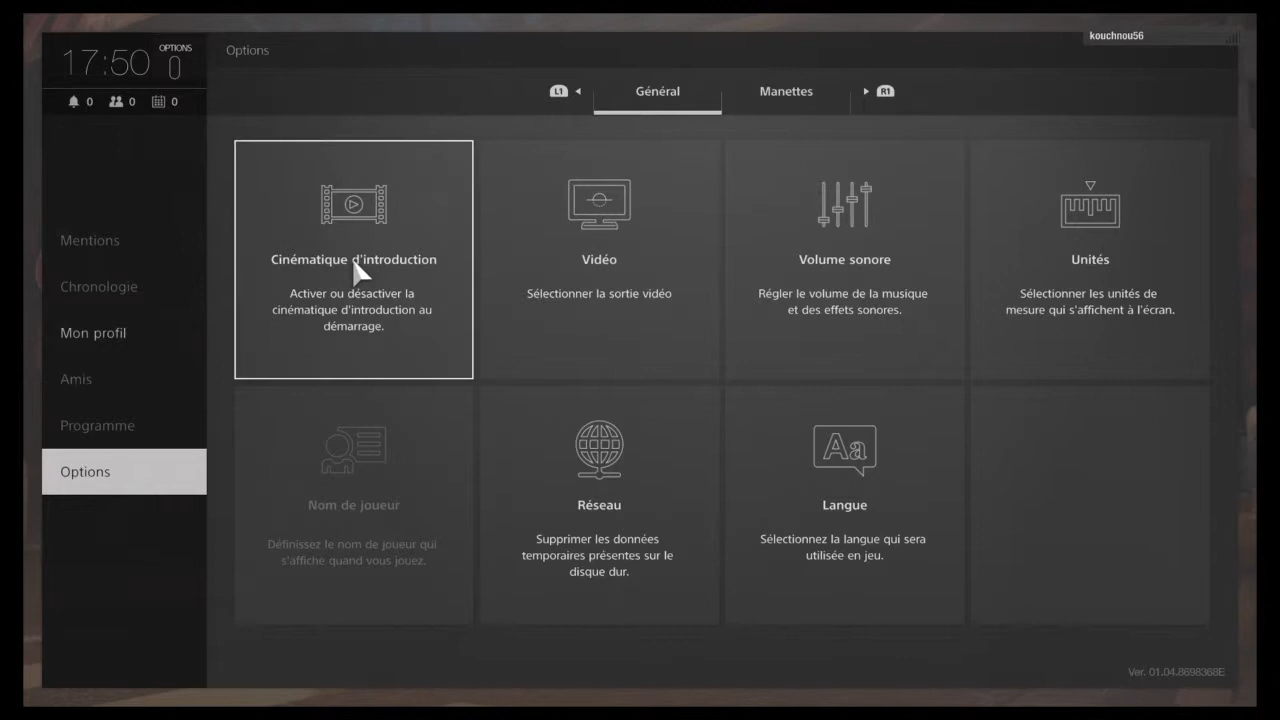 kouchnou56
17:50
OPTIONS
Options
0 0 0
L1 Général Manettes R1
Mentions
Chronologie
Mon profil
Amis
Programme
Options
Cinématique d'introduction
Activer ou désactiver la
cinématique d'introduction au
démarrage.
Vidéo
Sélectionner la sortie vidéo
Volume sonore
Régler le volume de la musique
et des effets sonores.
Unités
Sélectionner les unités de
mesure qui s'affichent à l'écran.
Nom de joueur
Définissez le nom de joueur qui
s'affiche quand vous jouez.
Réseau
Supprimer les données
temporaires présentes sur le
disque dur.
Aa
Langue
Sélectionnez la langue qui sera
utilisée en jeu.
Ver. 01.04.8698368E